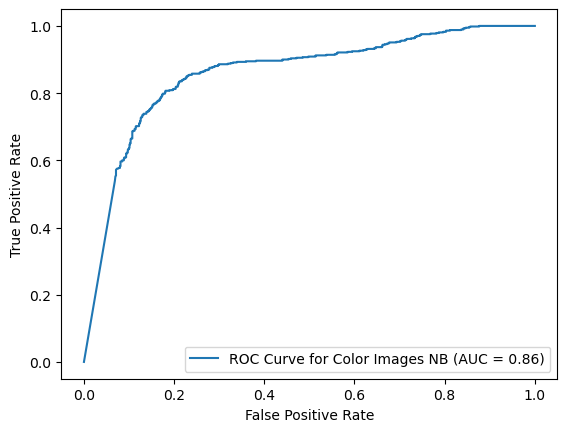 1.0
0.8
0.6
0.4
0.2
0.0
True Positive Rate
ROC Curve for Color Images NB (AUC = 0.86)
0.0 0.2 0.4 0.6 0.8 1.0
False Positive Rate